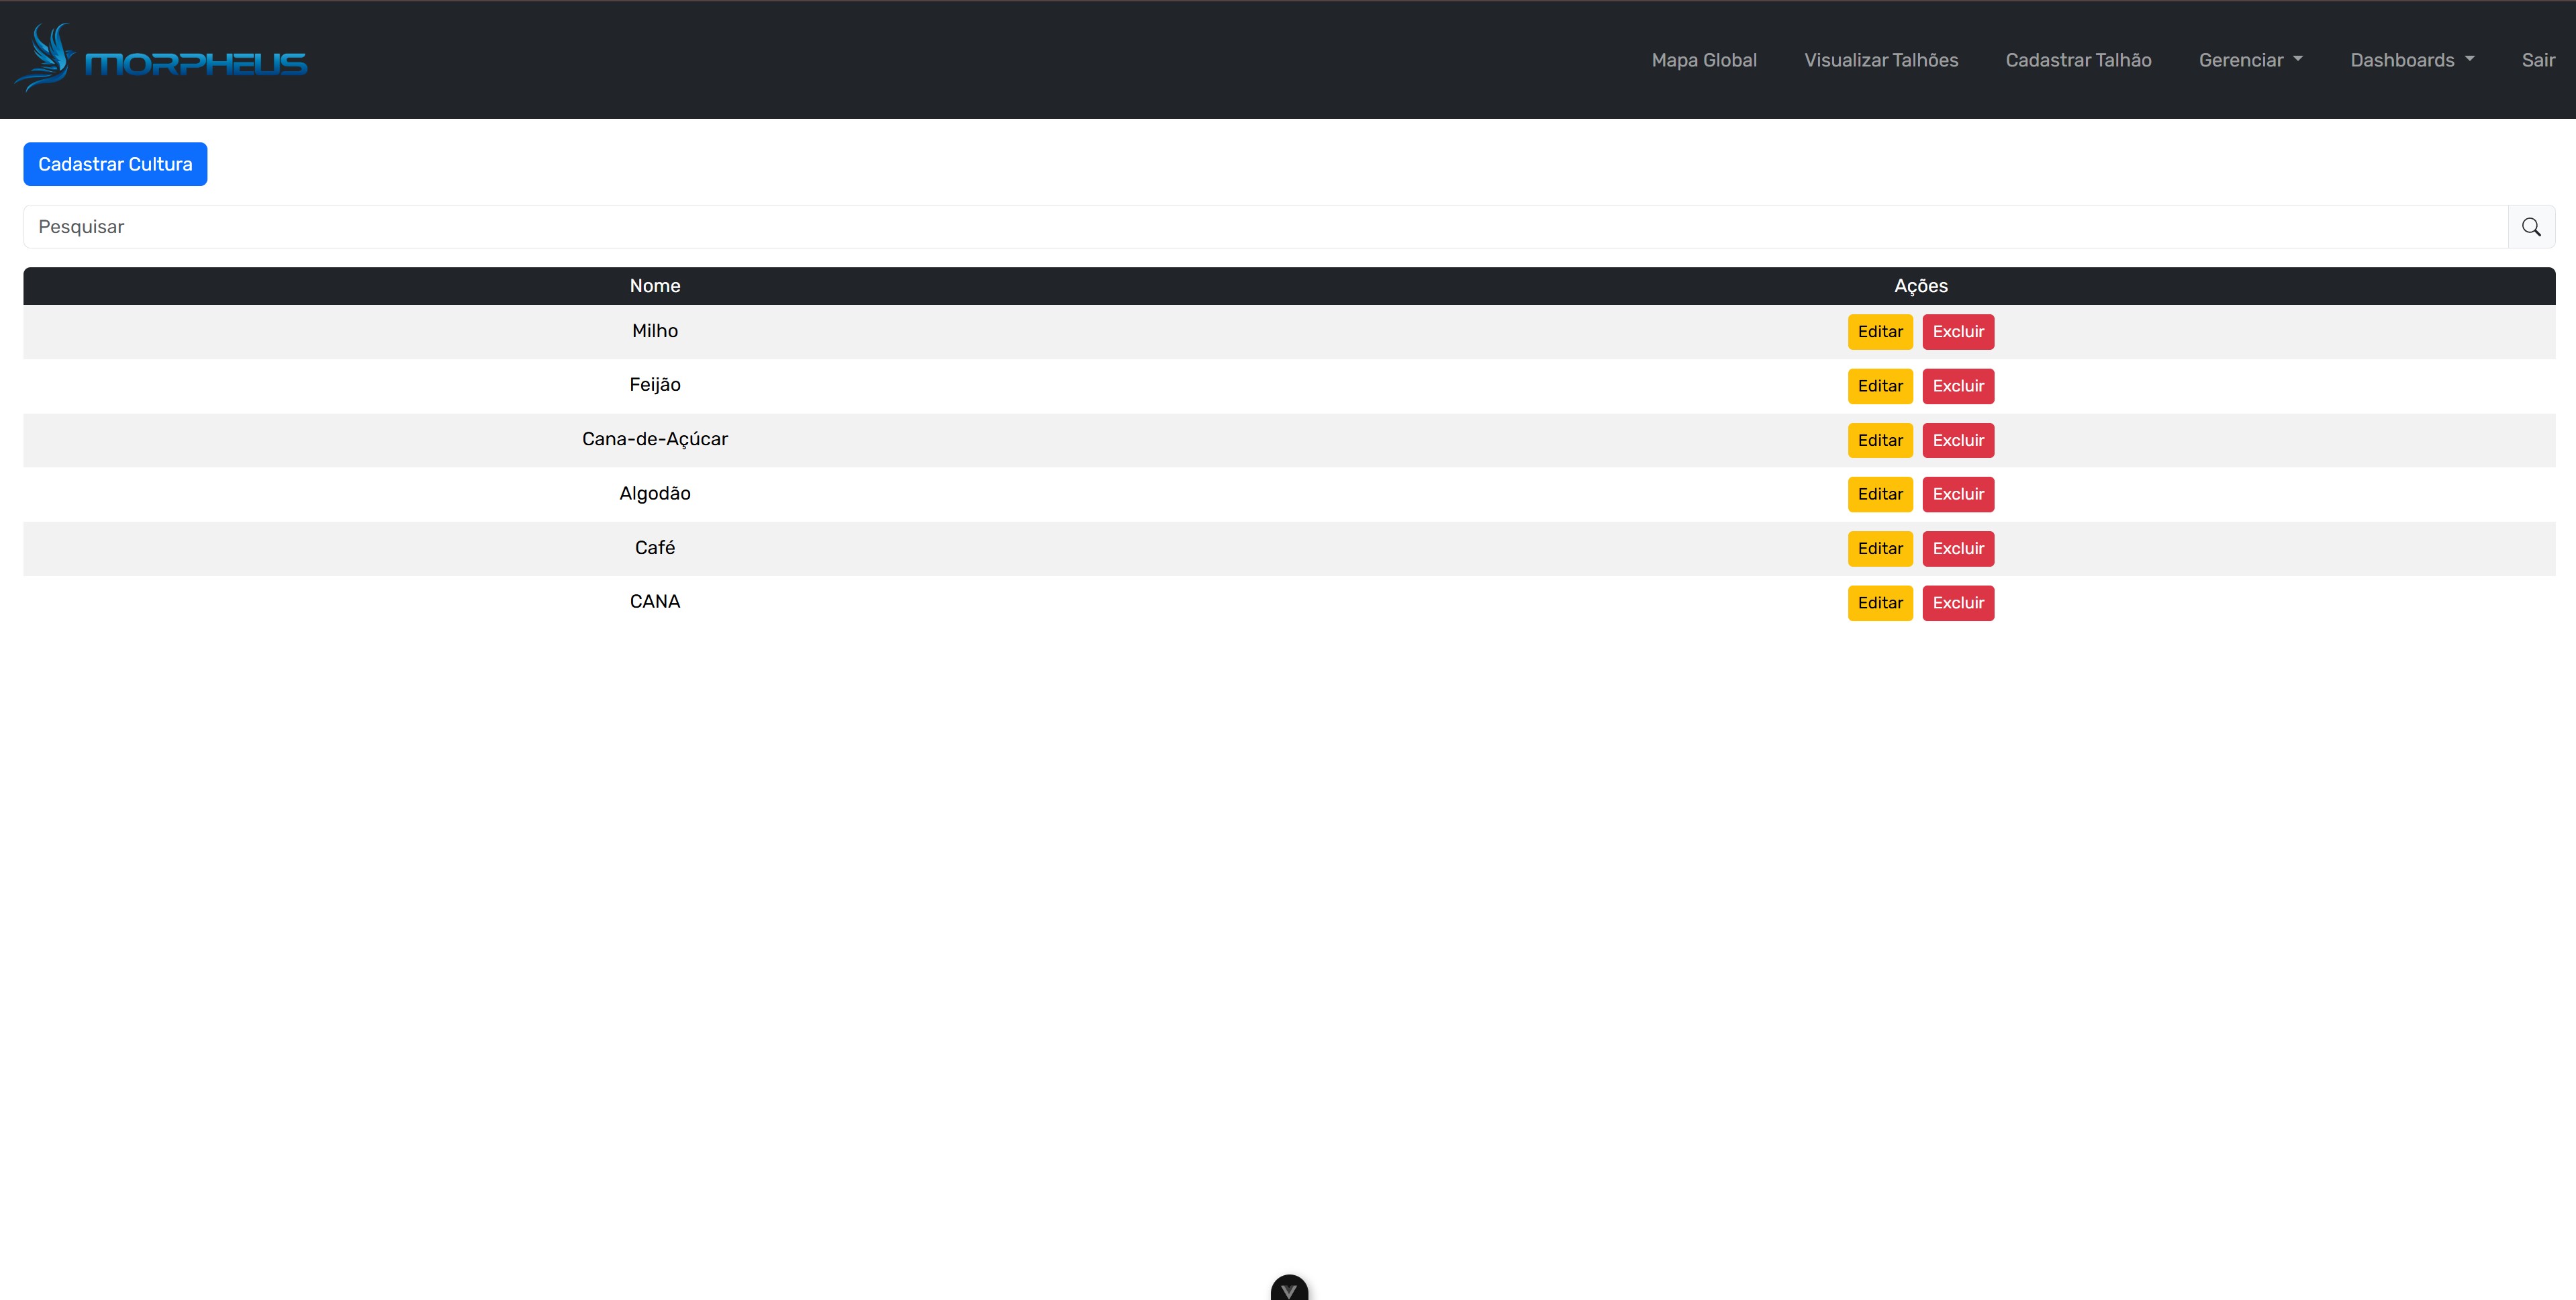 MORPHEUS
Mapa Global Visualizar Talhões Cadastrar Talhão Gerenciar Dashboards Sair
Cadastrar Cultura
Pesquisar
Nome Ações
Milho Editar Excluir
Feijão Editar Excluir
Cana-de-Açúcar Editar Excluir
Algodão Editar Excluir
Café Editar Excluir
CANA Editar Excluir